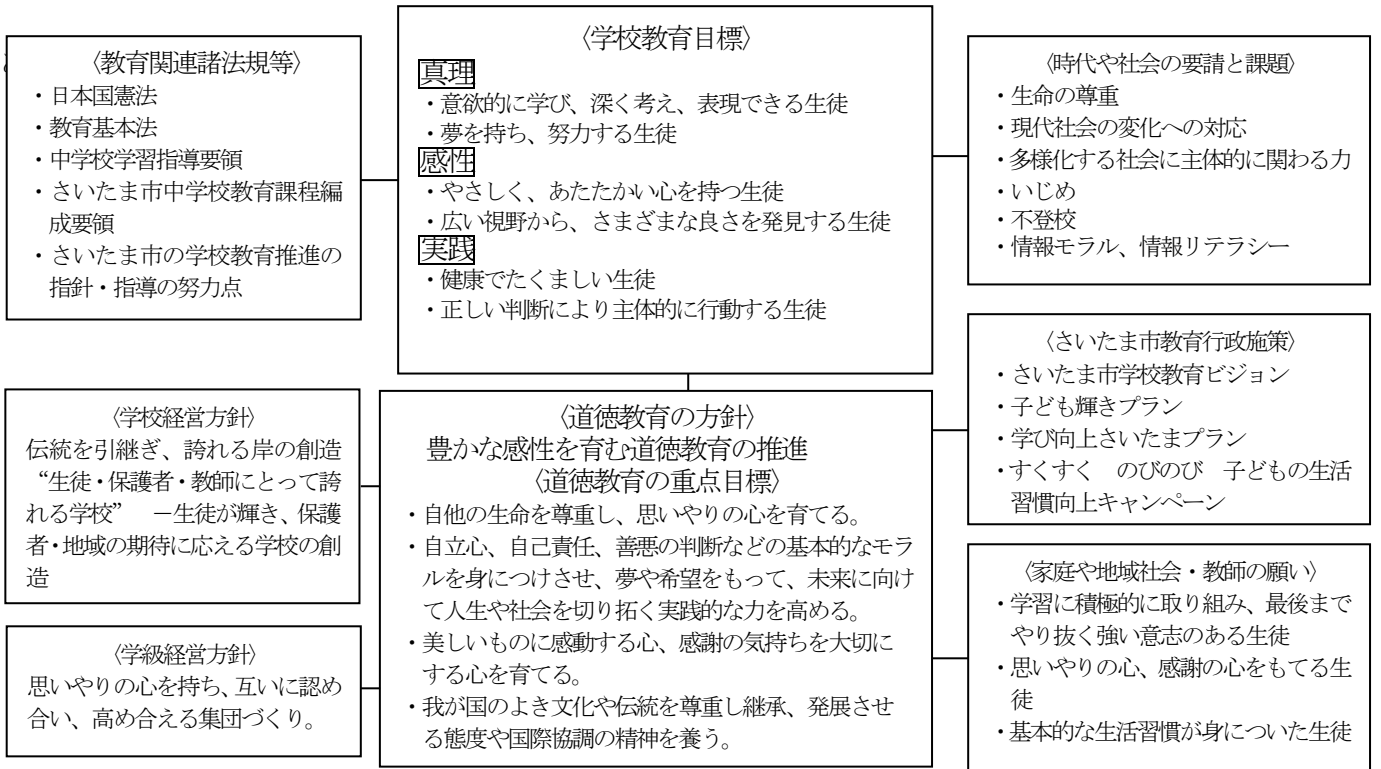 〈教育関連諸法規等〉
・日本国憲法
・教育基本法
・中学校学習指導要領
・さいたま市中学校教育課程編
成要領
・さいたま市の学校教育推進の
指針・指導の努力点
〈学校教育目標〉
真理
・意欲的に学び、深く考え、表現できる生徒
・夢を持ち、努力する生徒
感性
・やさしく、あたたかい心を持つ生徒
・広い視野から、さまざまな良さを発見する生徒
実践
・健康でたくましい生徒
・正しい判断により主体的に行動する生徒
〈時代や社会の要請と課題〉
・生命の尊重
・現代社会の変化への対応
・多様化する社会に主体的に関わる力
・いじめ
・不登校
・情報モラル、情報リテラシー
〈学校経営方針〉
伝統を引継ぎ、誇れる岸の創造
“生徒・保護者・教師にとって誇
れる学校” －生徒が輝き、保護
者・地域の期待に応える学校の創
造
〈学級経営方針〉
思いやりの心を持ち、互いに認め
合い、高め合える集団づくり。
〈道徳教育の方針〉
豊かな感性を育む道徳教育の推進
〈道徳教育の重点目標〉
・自他の生命を尊重し、思いやりの心を育てる。
・自立心、自己責任、善悪の判断などの基本的なモラ
ルを身につけさせ、夢や希望をもって、未来に向け
て人生や社会を切り拓く実践的な力を高める。
・美しいものに感動する心、感謝の気持ちを大切に
する心を育てる。
・我が国のよき文化や伝統を尊重し継承、発展させ
る態度や国際協調の精神を養う。
〈さいたま市教育行政施策〉
・さいたま市学校教育ビジョン
・子ども輝きプラン
・学び向上さいたまプラン
・すくすく のびのび 子どもの生活
習慣向上キャンペーン
〈家庭や地域社会・教師の願い〉
・学習に積極的に取り組み、最後まで
やり抜く強い意志のある生徒
・思いやりの心、感謝の心をもてる生
徒
・基本的な生活習慣が身についた生徒